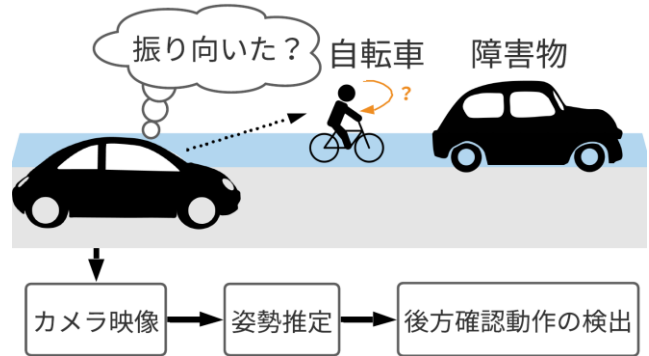 振り向いた？
自転車
障害物
?
カメラ映像
姿勢推定
後方確認動作の検出